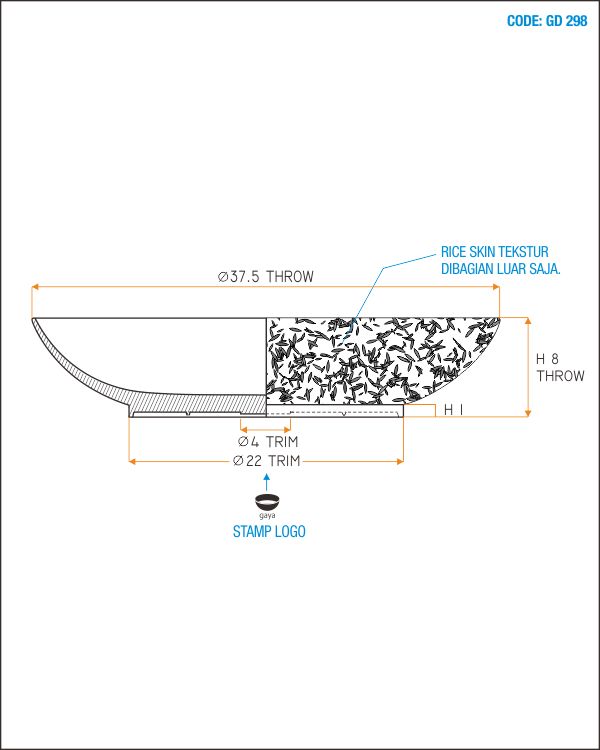 CODE: GD 298
RICE SKIN TEKSTUR
DIBAGIAN LUAR SAJA.
Ø37.5 THROW
H 8
THROW
H 1
Ø4 TRIM
Ø22 TRIM
gaya
STAMP LOGO